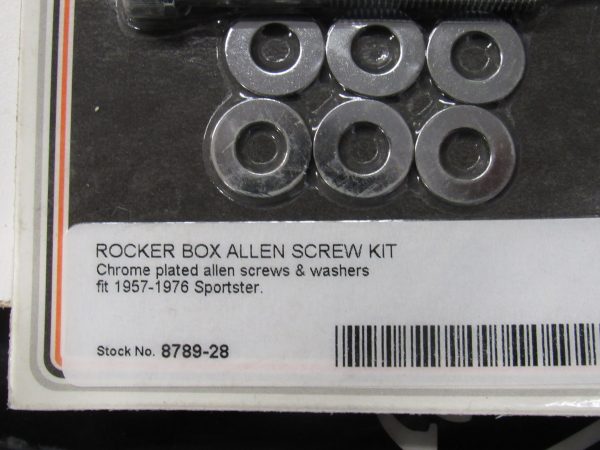 ROCKER BOX ALLEN SCREW KIT
Chrome plated allen screws & washers
fit 1957-1976 Sportster.
Stock No. 8789-28